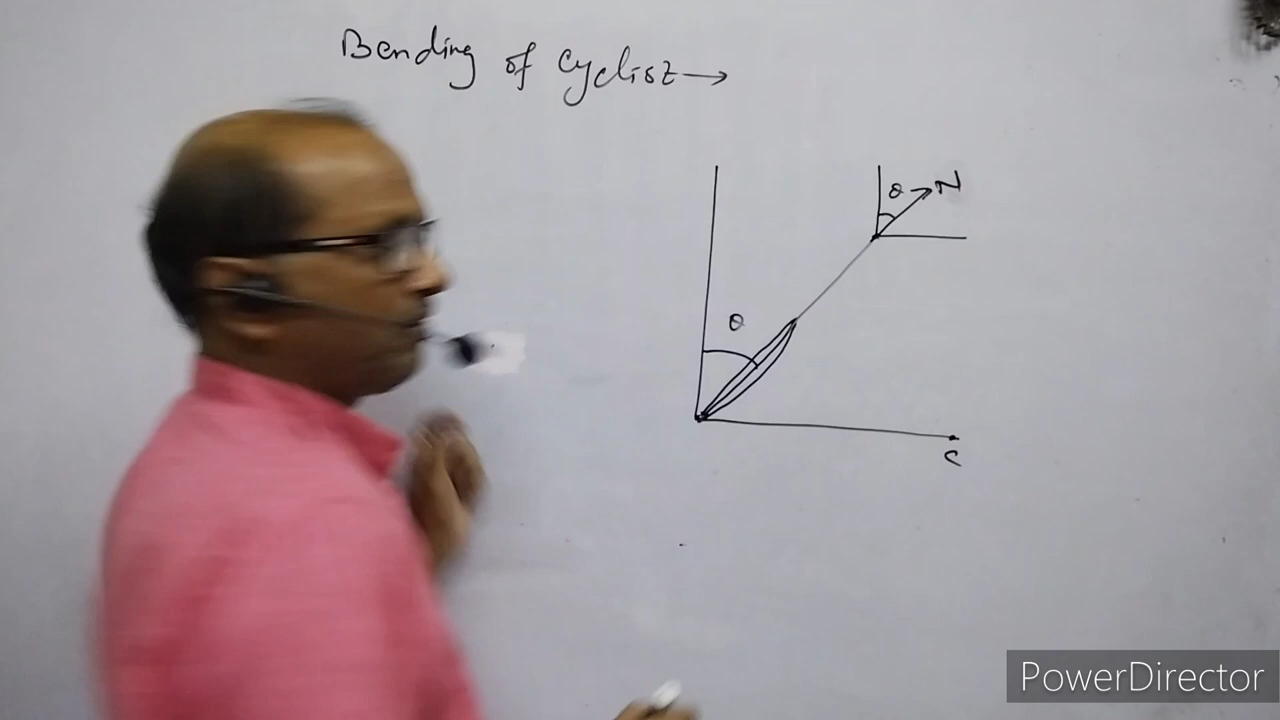 Bending of cyclist →
θ → N
θ
C
PowerDirector